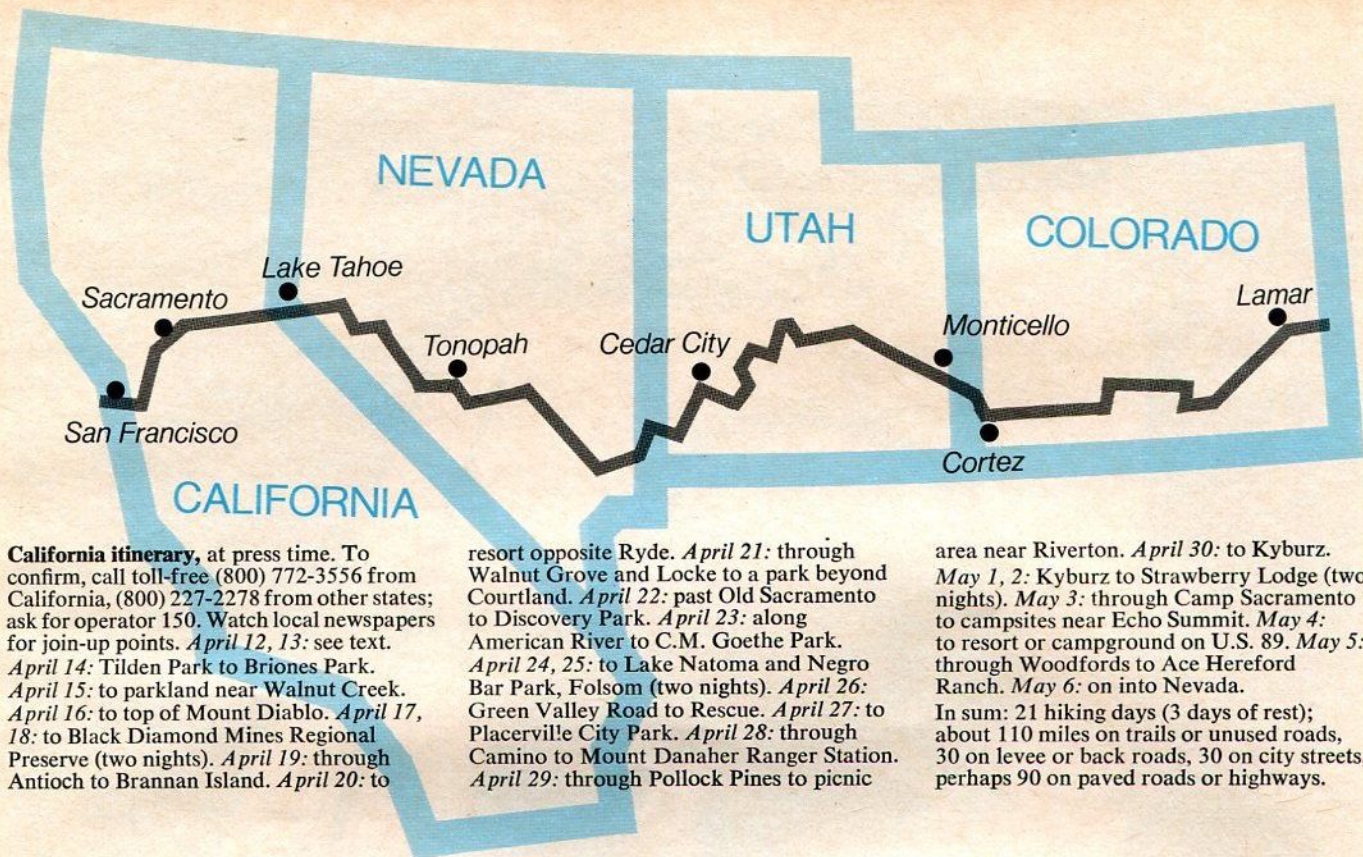 NEVADA
UTAH
COLORADO
Lake Tahoe
Sacramento
Lamar
Monticello
Tonopah
Cedar City
San Francisco
Cortez
CALIFORNIA
California itinerary, at press time. To
confirm, call toll-free (800) 772-3556 from
California, (800) 227-2278 from other states;
ask for operator 150. Watch local newspapers
for join-up points. April 12, 13: see text.
April 14: Tilden Park to Briones Park.
April 15: to parkland near Walnut Creek.
April 16: to top of Mount Diablo. April 17,
18: to Black Diamond Mines Regional
Preserve (two nights). April 19: through
Antioch to Brannan Island. April 20: to
resort opposite Ryde. April 21: through
Walnut Grove and Locke to a park beyond
Courtland. April 22: past Old Sacramento
to Discovery Park. April 23: along
American River to C.M. Goethe Park.
April 24, 25: to Lake Natoma and Negro
Bar Park, Folsom (two nights). April 26:
Green Valley Road to Rescue. April 27: to
Placerville City Park. April 28: through
Camino to Mount Danaher Ranger Station.
April 29: through Pollock Pines to picnic
area near Riverton. April 30: to Kyburz.
May 1, 2: Kyburz to Strawberry Lodge (two
nights). May 3: through Camp Sacramento
to campsites near Echo Summit. May 4:
to resort or campground on U.S. 89. May 5:
through Woodfords to Ace Hereford
Ranch. May 6: on into Nevada.
In sum: 21 hiking days (3 days of rest);
about 110 miles on trails or unused roads,
30 on levee or back roads, 30 on city streets,
perhaps 90 on paved roads or highways.